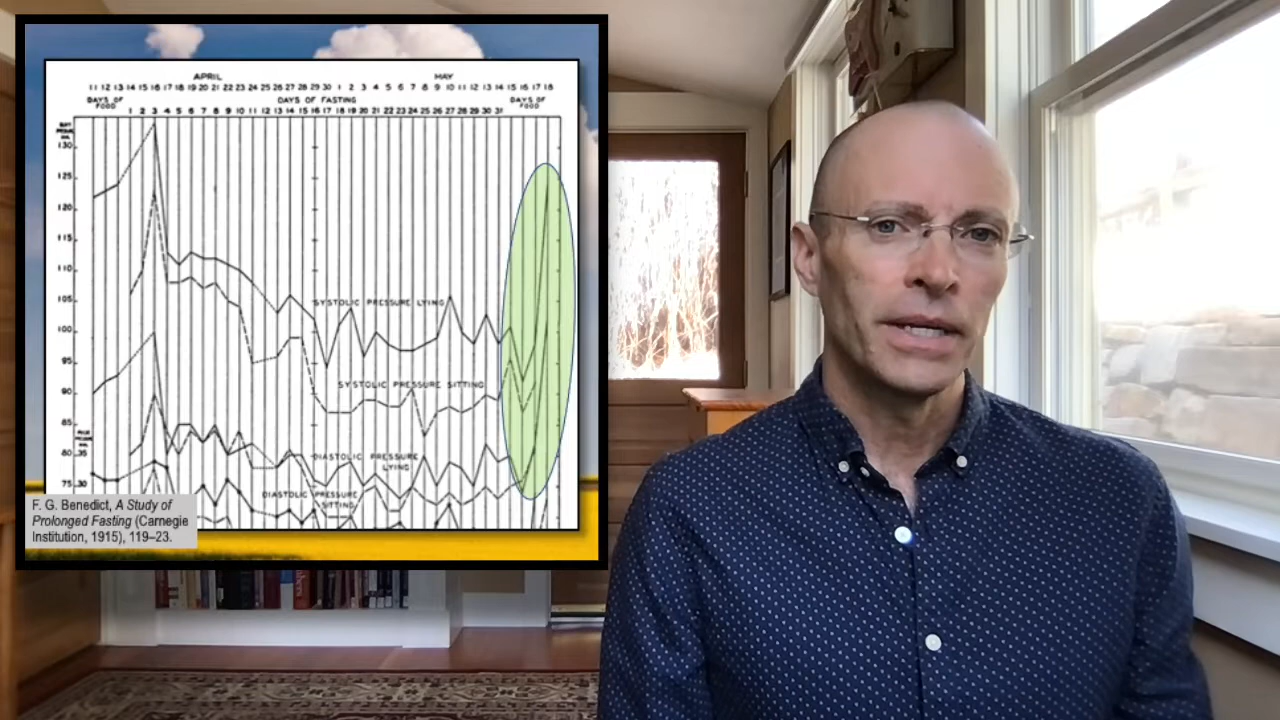 APRIL MAY
11 12 13 14 15 16 17 18 19 20 21 22 23 24 25 26 27 28 29 30 1 2 3 4 5 6 7 8 9 10 11 12 13 14 15 16 17 18
DAYS OF FOOD
DAYS OF FASTING
DAYS OF FOOD
1 2 3 4 5 6 7 8 9 10 11 12 13 14 15 16 17 18 19 20 21 22 23 24 25 26 27 28 29 30 31
130
125
120
115
110
105
SYSTOLIC PRESSURE LYING
100
95
SYSTOLIC PRESSURE SITTING
90
85
35
80
DIASTOLIC PRESSURE
LYING
75 30
DIASTOLIC PRESSURE
SITTING
F. G. Benedict, A Study of
Prolonged Fasting (Carnegie
Institution, 1915), 119–23.